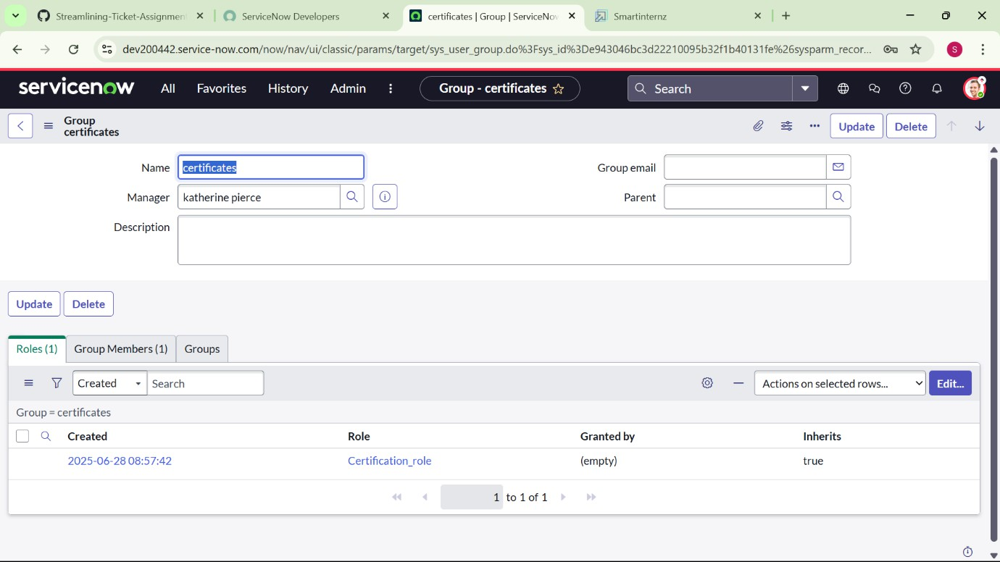 Streamlining-Ticket-Assignmen
ServiceNow Developers
certificates | Group | ServiceNov
Smartinternz
dev200442.service-now.com/now/nav/ui/classic/params/target/sys_user_group.do%3Fsys_id%3De943046bc3d22210095b32f1b40131fe%26sysparm_recor...
S
servicenow
All
Favorites
History
Admin
Group - certificates
Search
Group
certificates
Update
Delete
Name
certificates
Group email
Manager
katherine pierce
Parent
Description
Update
Delete
Roles (1)
Group Members (1)
Groups
Created
Search
Actions on selected rows...
Edit...
Group = certificates
Created
Role
Granted by
Inherits
2025-06-28 08:57:42
Certification_role
(empty)
true
1 to 1 of 1